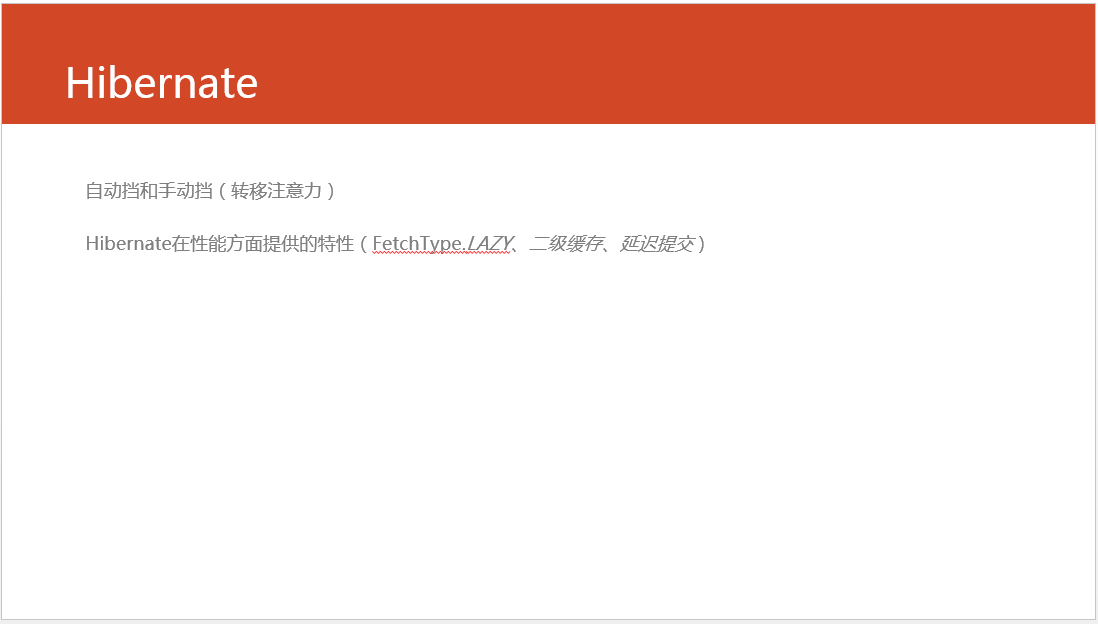 Hibernate
自动挡和手动挡（转移注意力）
Hibernate在性能方面提供的特性（FetchType.LAZY、二级缓存、延迟提交）